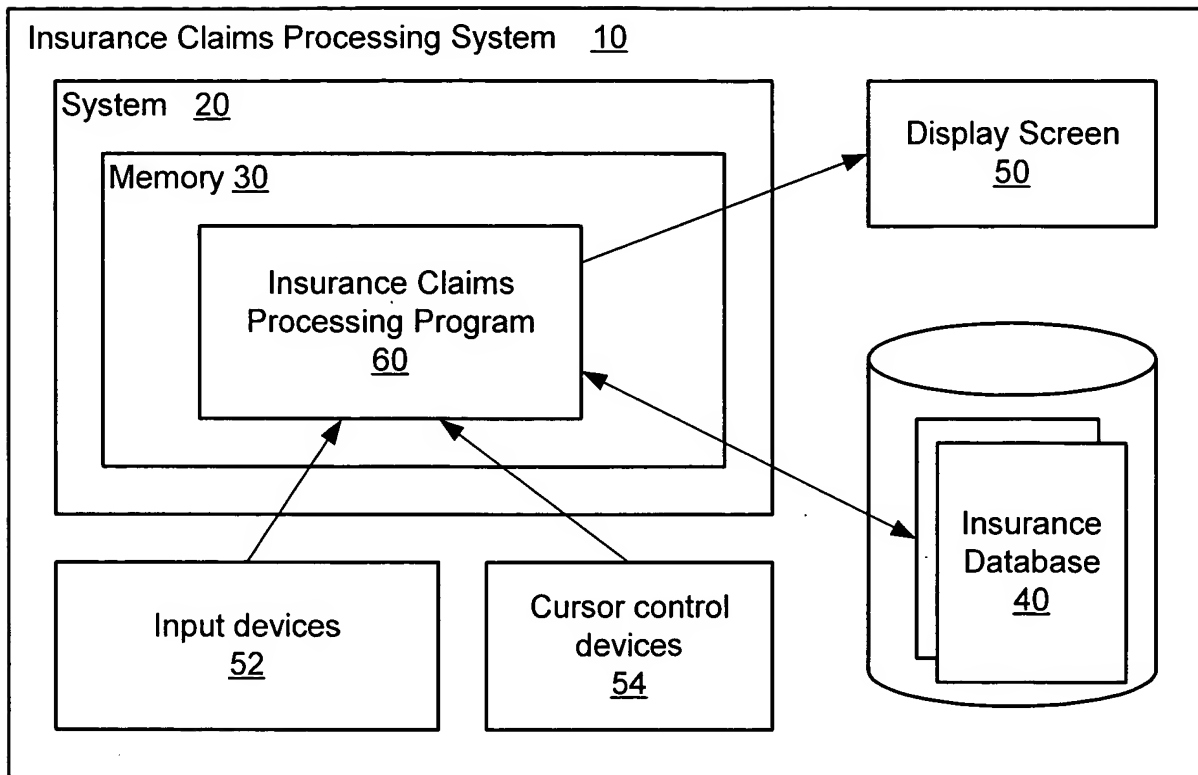 Insurance Claims Processing System 10
System 20
Memory 30
Insurance Claims
Processing Program
60
Display Screen
50
Insurance
Database
40
Input devices
52
Cursor control
devices
54